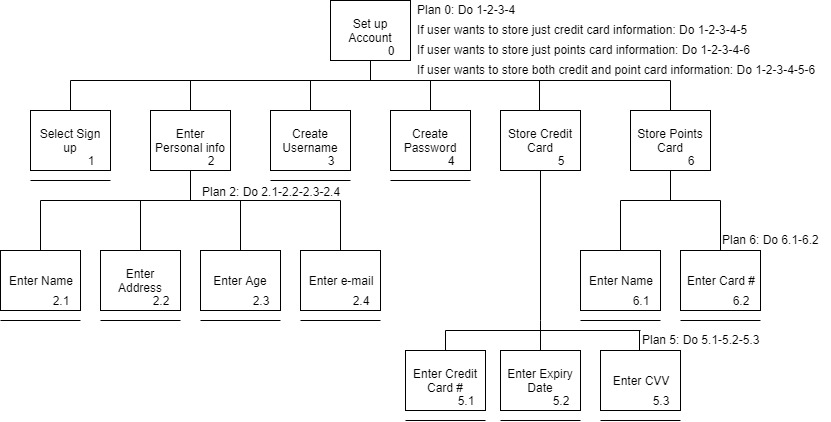 Plan 0: Do 1-2-3-4
Set up
Account
0
If user wants to store just credit card information: Do 1-2-3-4-5
If user wants to store just points card information: Do 1-2-3-4-6
If user wants to store both credit and point card information: Do 1-2-3-4-5-6
Select Sign
up
1
Enter
Personal info
2
Create
Username
3
Create
Password
4
Store Credit
Card
5
Store Points
Card
6
Plan 2: Do 2.1-2.2-2.3-2.4
Plan 6: Do 6.1-6.2
Enter Name
2.1
Enter
Address
2.2
Enter Age
2.3
Enter e-mail
2.4
Enter Name
6.1
Enter Card #
6.2
Plan 5: Do 5.1-5.2-5.3
Enter Credit
Card #
5.1
Enter Expiry
Date
5.2
Enter CVV
5.3